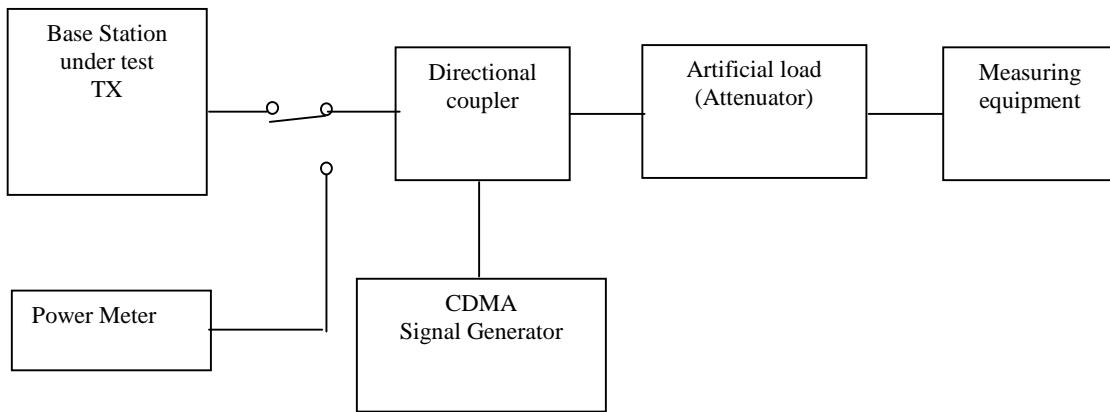 Base Station
under test
TX
Directional
coupler
Artificial load
(Attenuator)
Measuring
equipment
Power Meter
CDMA
Signal Generator